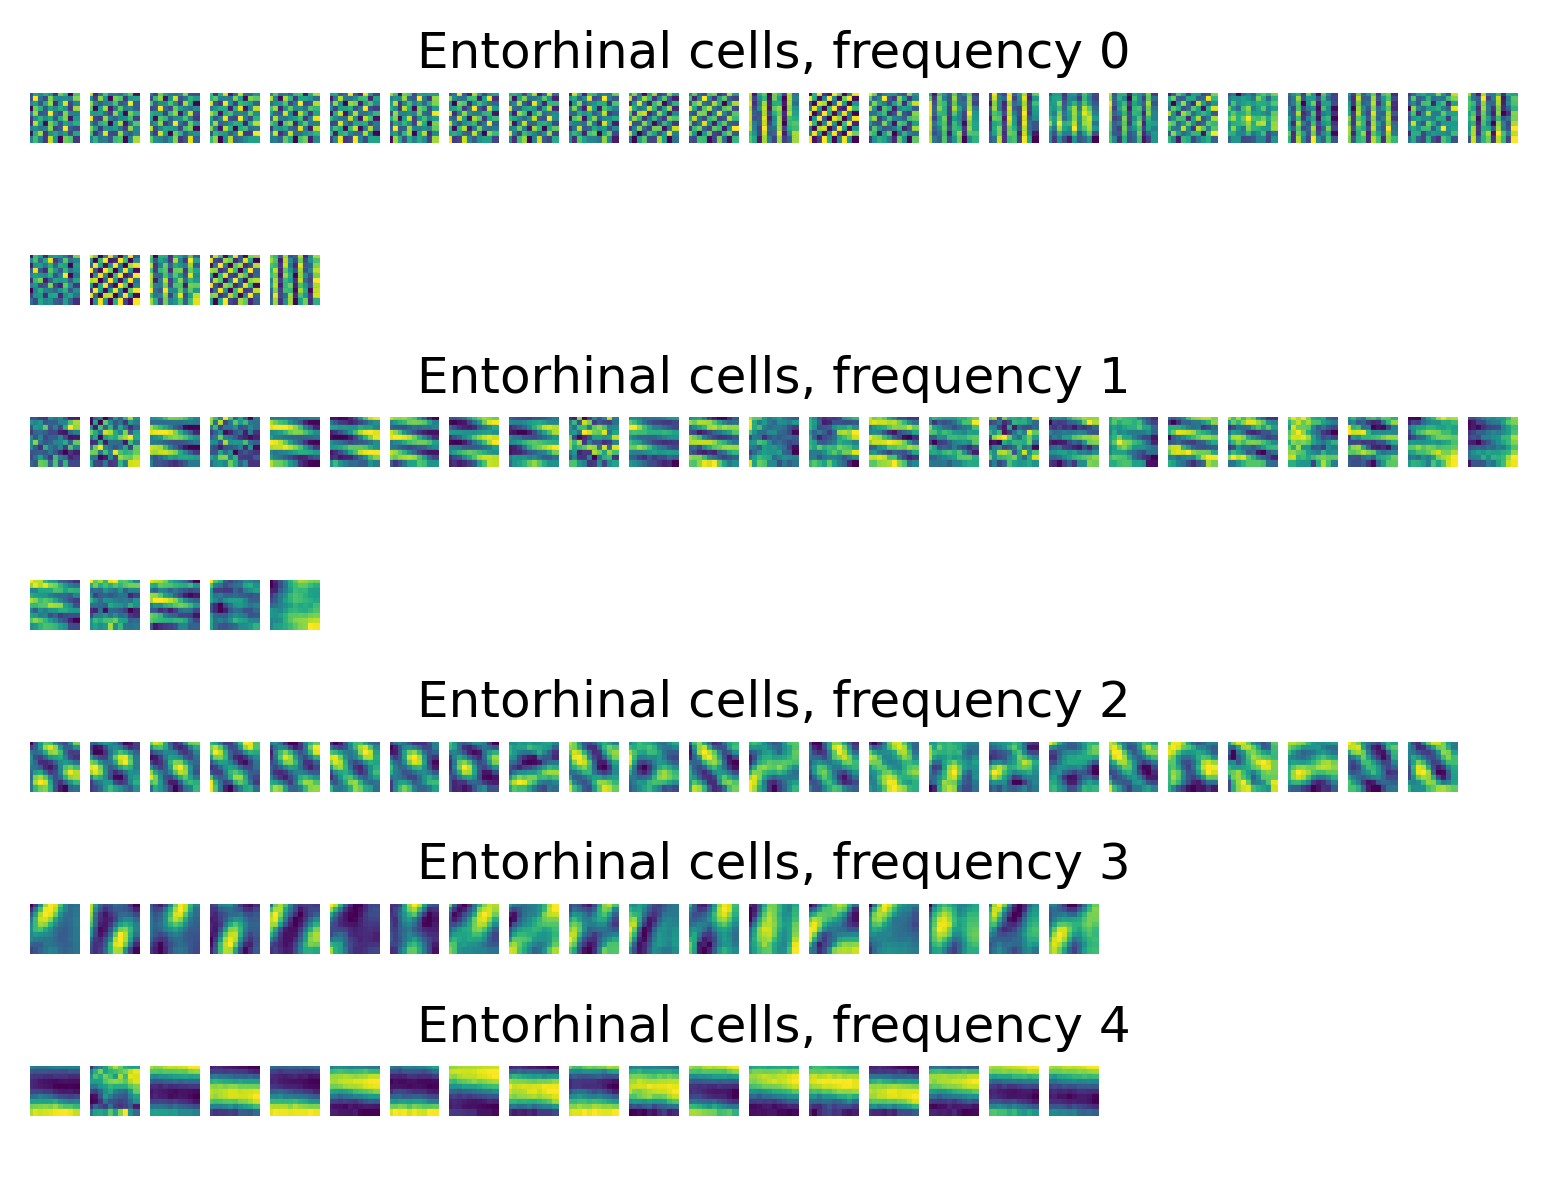 Entorhinal cells, frequency 0
Entorhinal cells, frequency 1
Entorhinal cells, frequency 2
Entorhinal cells, frequency 3
Entorhinal cells, frequency 4